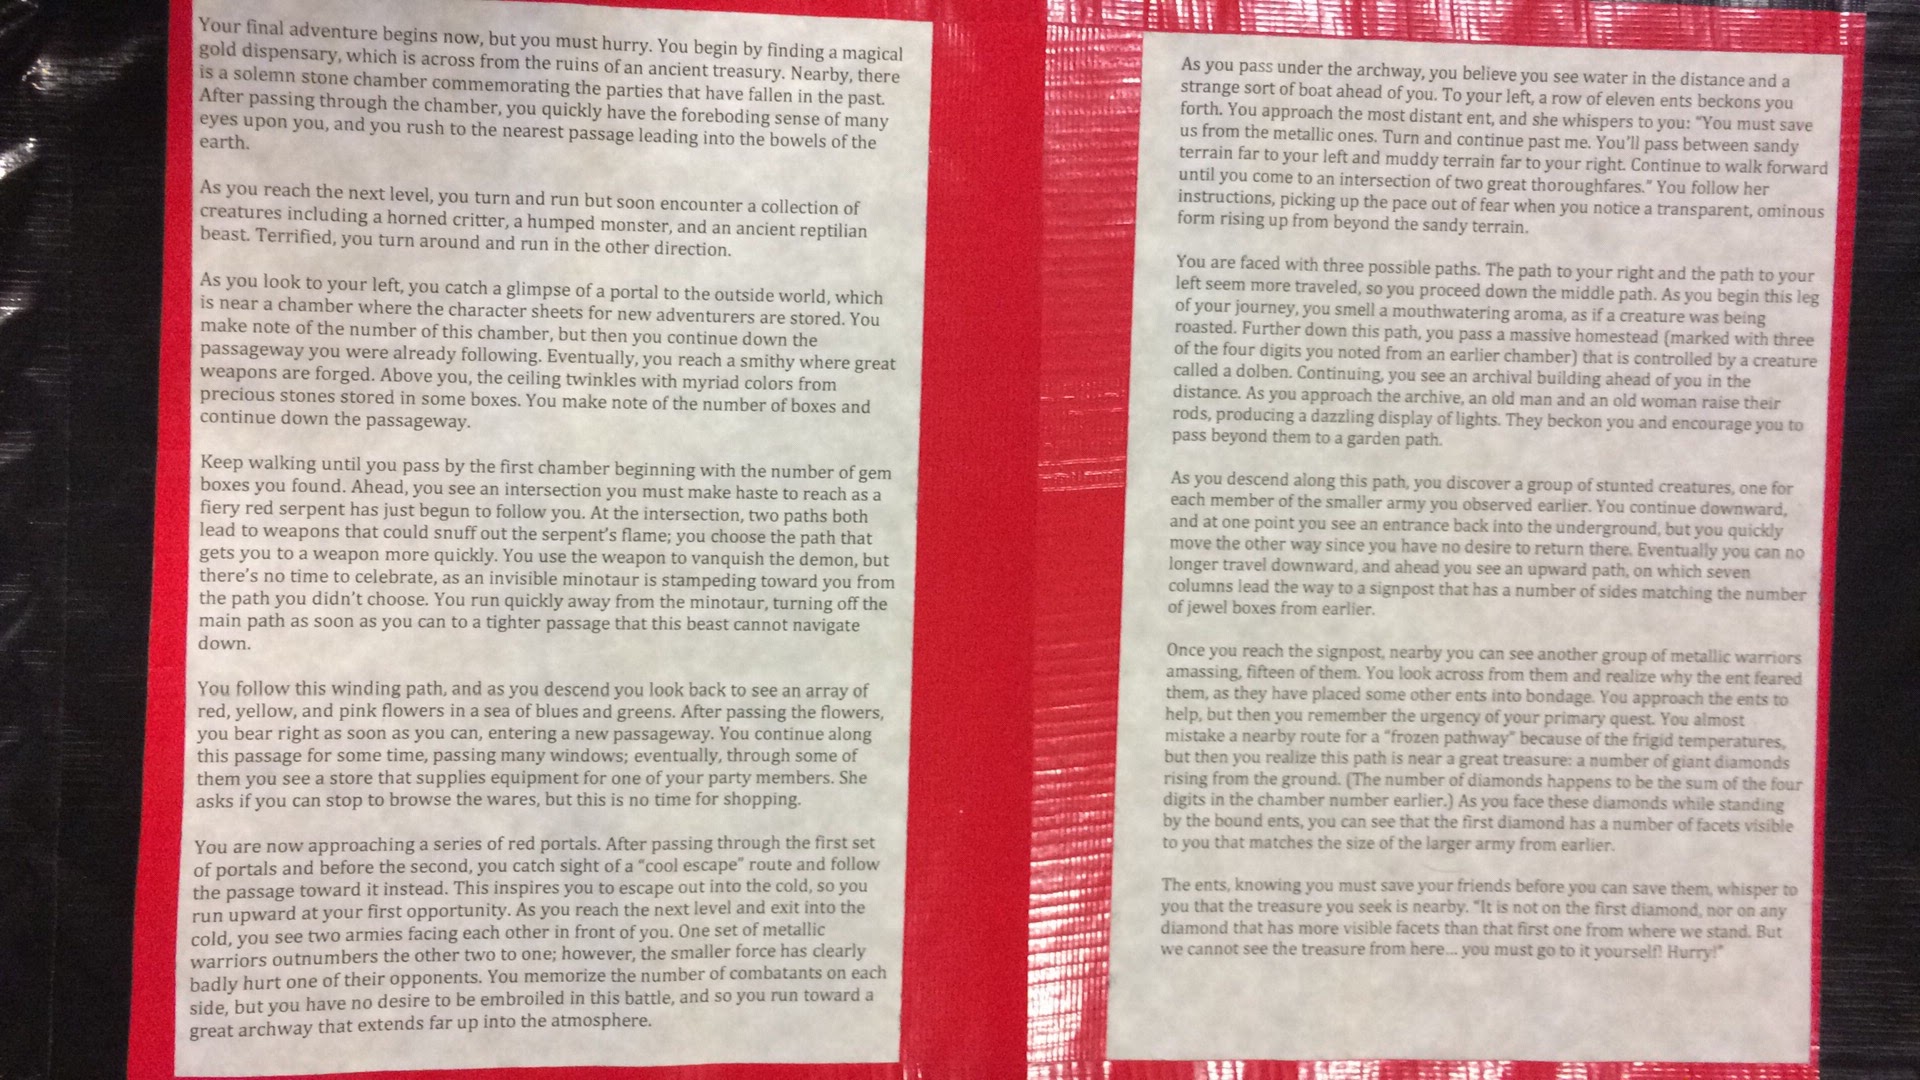 Your final adventure begins now, but you must hurry. You begin by finding a magical
gold dispensary, which is across from the ruins of an ancient treasury. Nearby, there
is a solemn stone chamber commemorating the parties that have fallen in the past.
After passing through the chamber, you quickly have the foreboding sense of many
eyes upon you, and you rush to the nearest passage leading into the bowels of the
earth.
As you reach the next level, you turn and run but soon encounter a collection of
creatures including a horned critter, a humped monster, and an ancient reptilian
beast. Terrified, you turn around and run in the other direction.
As you look to your left, you catch a glimpse of a portal to the outside world, which
is near a chamber where the character sheets for new adventurers are stored. You
make note of the number of this chamber, but then you continue down the
passageway you were already following. Eventually, you reach a smithy where great
weapons are forged. Above you, the ceiling twinkles with myriad colors from
precious stones stored in some boxes. You make note of the number of boxes and
continue down the passageway.
Keep walking until you pass by the first chamber beginning with the number of gem
boxes you found. Ahead, you see an intersection you must make haste to reach as a
fiery red serpent has just begun to follow you. At the intersection, two paths both
lead to weapons that could snuff out the serpent's flame; you choose the path that
gets you to a weapon more quickly. You use the weapon to vanquish the demon, but
there's no time to celebrate, as an invisible minotaur is stampeding toward you from
the path you didn't choose. You run quickly away from the minotaur, turning off the
main path as soon as you can to a tighter passage that this beast cannot navigate
down.
You follow this winding path, and as you descend you look back to see an array of
red, yellow, and pink flowers in a sea of blues and greens. After passing the flowers,
you bear right as soon as you can, entering a new passageway. You continue along
this passage for some time, passing many windows; eventually, through some of
them you see a store that supplies equipment for one of your party members. She
asks if you can stop to browse the wares, but this is no time for shopping.
You are now approaching a series of red portals. After passing through the first set
of portals and before the second, you catch sight of a "cool escape" route and follow
the passage toward it instead. This inspires you to escape out into the cold, so you
run upward at your first opportunity. As you reach the next level and exit into the
cold, you see two armies facing each other in front of you. One set of metallic
warriors outnumbers the other two to one; however, the smaller force has clearly
badly hurt one of their opponents. You memorize the number of combatants on each
side, but you have no desire to be embroiled in this battle, and so you run toward a
great archway that extends far up into the atmosphere.
As you pass under the archway, you believe you see water in the distance and a
strange sort of boat ahead of you. To your left, a row of eleven ents beckons you
forth. You approach the most distant ent, and she whispers to you: "You must save
us from the metallic ones. Turn and continue past me. You'll pass between sandy
terrain far to your left and muddy terrain far to your right. Continue to walk forward
until you come to an intersection of two great thoroughfares." You follow her
instructions, picking up the pace out of fear when you notice a transparent, ominous
form rising up from beyond the sandy terrain.
You are faced with three possible paths. The path to your right and the path to your
left seem more traveled, so you proceed down the middle path. As you begin this leg
of your journey, you smell a mouthwatering aroma, as if a creature was being
roasted. Further down this path, you pass a massive homestead (marked with three
of the four digits you noted from an earlier chamber) that is controlled by a creature
called a dolben. Continuing, you see an archival building ahead of you in the
distance. As you approach the archive, an old man and an old woman raise their
rods, producing a dazzling display of lights. They beckon you and encourage you to
pass beyond them to a garden path.
As you descend along this path, you discover a group of stunted creatures, one for
each member of the smaller army you observed earlier. You continue downward,
and at one point you see an entrance back into the underground, but you quickly
move the other way since you have no desire to return there. Eventually you can no
longer travel downward, and ahead you see an upward path, on which seven
columns lead the way to a signpost that has a number of sides matching the number
of jewel boxes from earlier.
Once you reach the signpost, nearby you can see another group of metallic warriors
amassing, fifteen of them. You look across from them and realize why the ent feared
them, as they have placed some other ents into bondage. You approach the ents to
help, but then you remember the urgency of your primary quest. You almost
mistake a nearby route for a "frozen pathway" because of the frigid temperatures,
but then you realize this path is near a great treasure: a number of giant diamonds
rising from the ground. (The number of diamonds happens to be the sum of the four
digits in the chamber number earlier.) As you face these diamonds while standing
by the bound ents, you can see that the first diamond has a number of facets visible
to you that matches the size of the larger army from earlier.
The ents, knowing you must save your friends before you can save them, whisper to
you that the treasure you seek is nearby. "It is not on the first diamond, nor on any
diamond that has more visible facets than that first one from where we stand. But
we cannot see the treasure from here... you must go to it yourself! Hurry!"